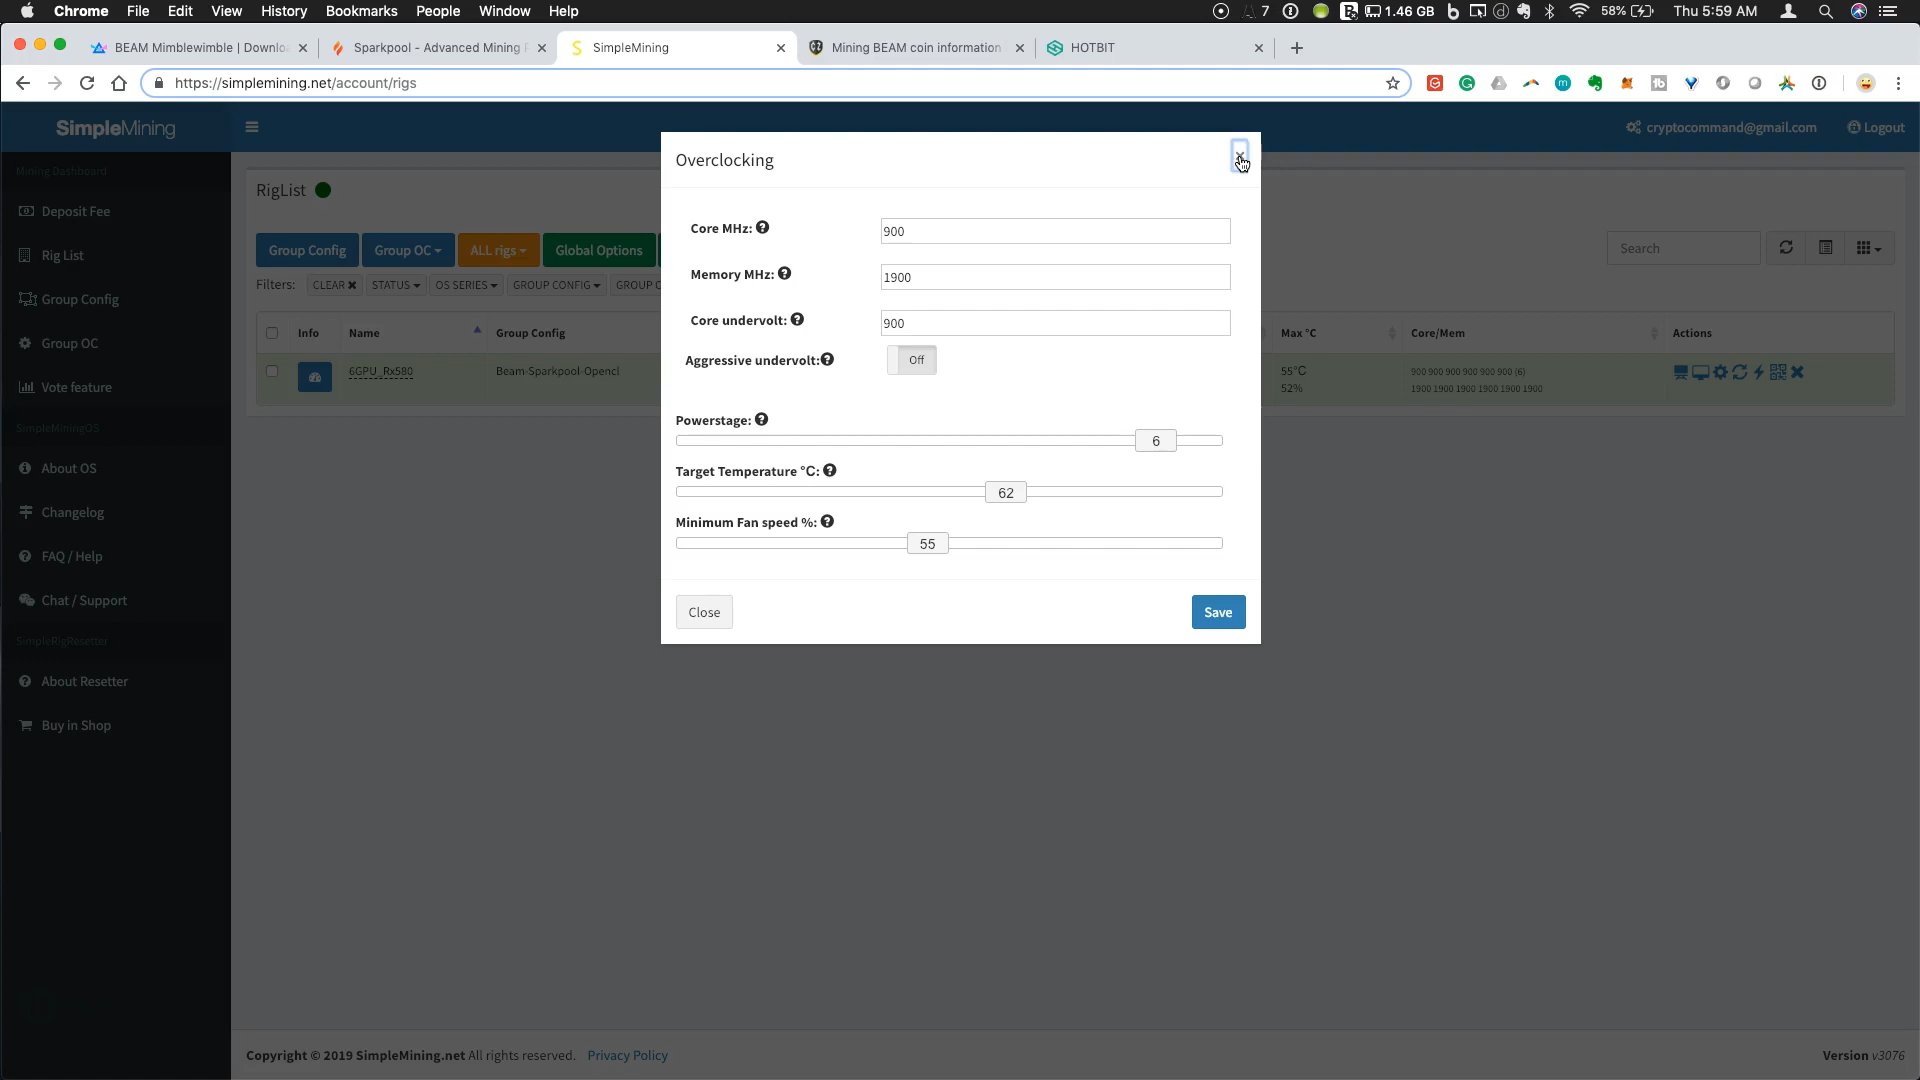 Chrome File Edit View History Bookmarks People Window Help 7 1.46 GB 58% Thu 5:59 AM
BEAM Mimblewimble | Downlo Sparkpool - Advanced Mining SimpleMining Mining BEAM coin information HOTBIT
https://simplemining.net/account/rigs
SimpleMining cryptocommand@gmail.com Logout
Mining Dashboard
Deposit Fee
Rig List
Group Config
Group OC
Vote feature
SimpleMiningOS
About OS
Changelog
FAQ / Help
Chat / Support
SimpleRigResetter
About Resetter
Buy in Shop
RigList
Group Config Group OC ALL rigs Global Options Search
Filters: CLEAR STATUS OS SERIES GROUP CONFIG GROUP
Info Name Group Config Max °C Core/Mem Actions
6GPU_Rx580 Beam-Sparkpool-Opencl 55°C 900 900 900 900 900 900 (6)
52% 1900 1900 1900 1900 1900 1900
Overclocking
Core MHz: 900
Memory MHz: 1900
Core undervolt: 900
Aggressive undervolt: Off
Powerstage:
6
Target Temperature °C:
62
Minimum Fan speed %:
55
Close Save
Copyright © 2019 SimpleMining.net All rights reserved. Privacy Policy Version v3076